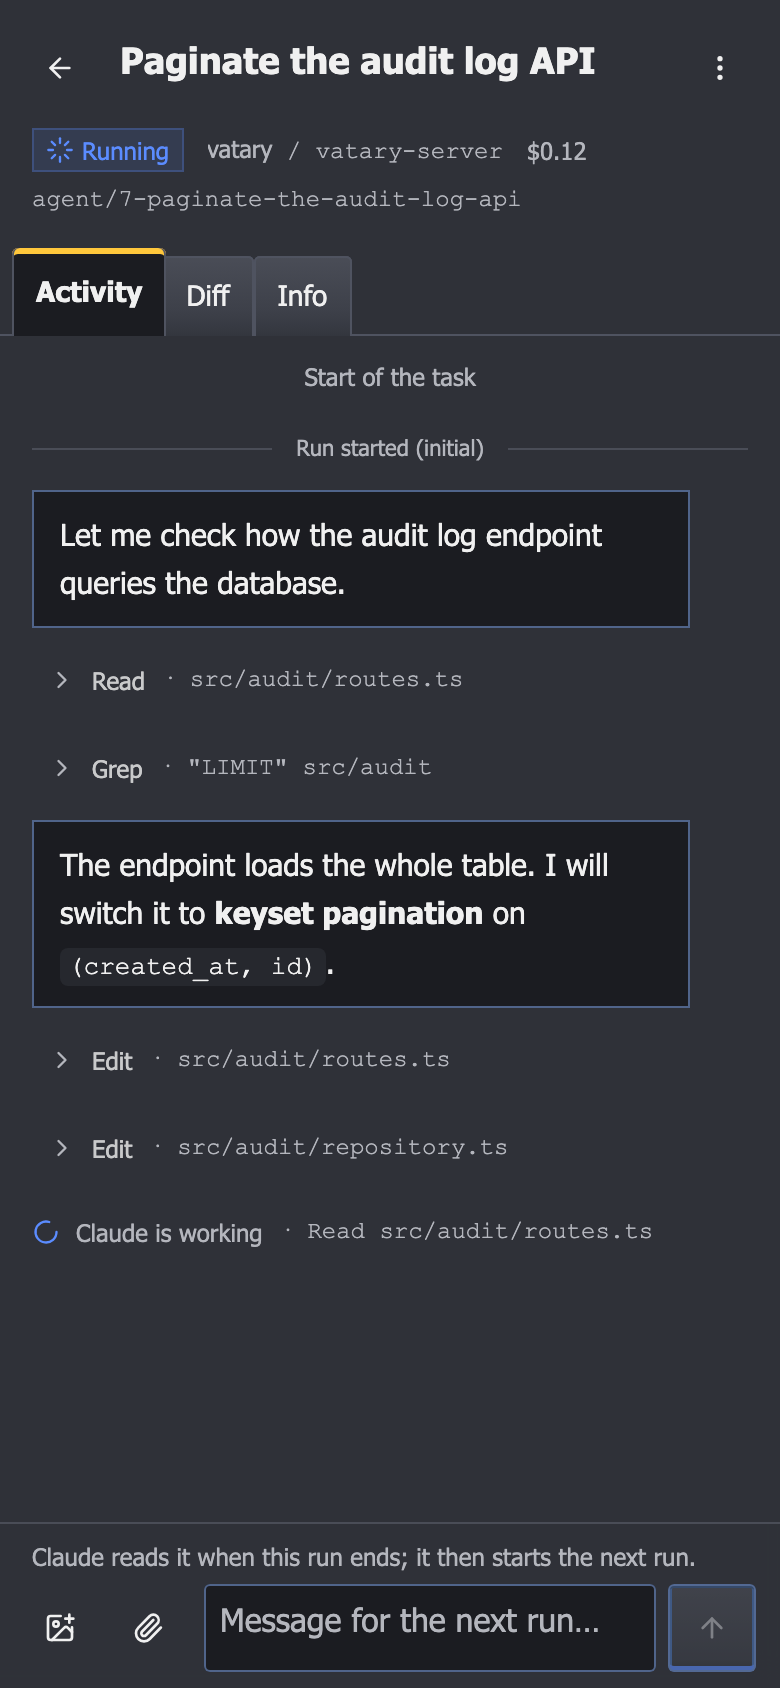 Paginate the audit log API
Running vatary / vatary-server $0.12
agent/7-paginate-the-audit-log-api
Activity Diff Info
Start of the task
Run started (initial)
Let me check how the audit log endpoint
queries the database.
Read · src/audit/routes.ts
Grep · "LIMIT" src/audit
The endpoint loads the whole table. I will
switch it to keyset pagination on
(created_at, id).
Edit · src/audit/routes.ts
Edit · src/audit/repository.ts
Claude is working · Read src/audit/routes.ts
Claude reads it when this run ends; it then starts the next run.
Message for the next run...